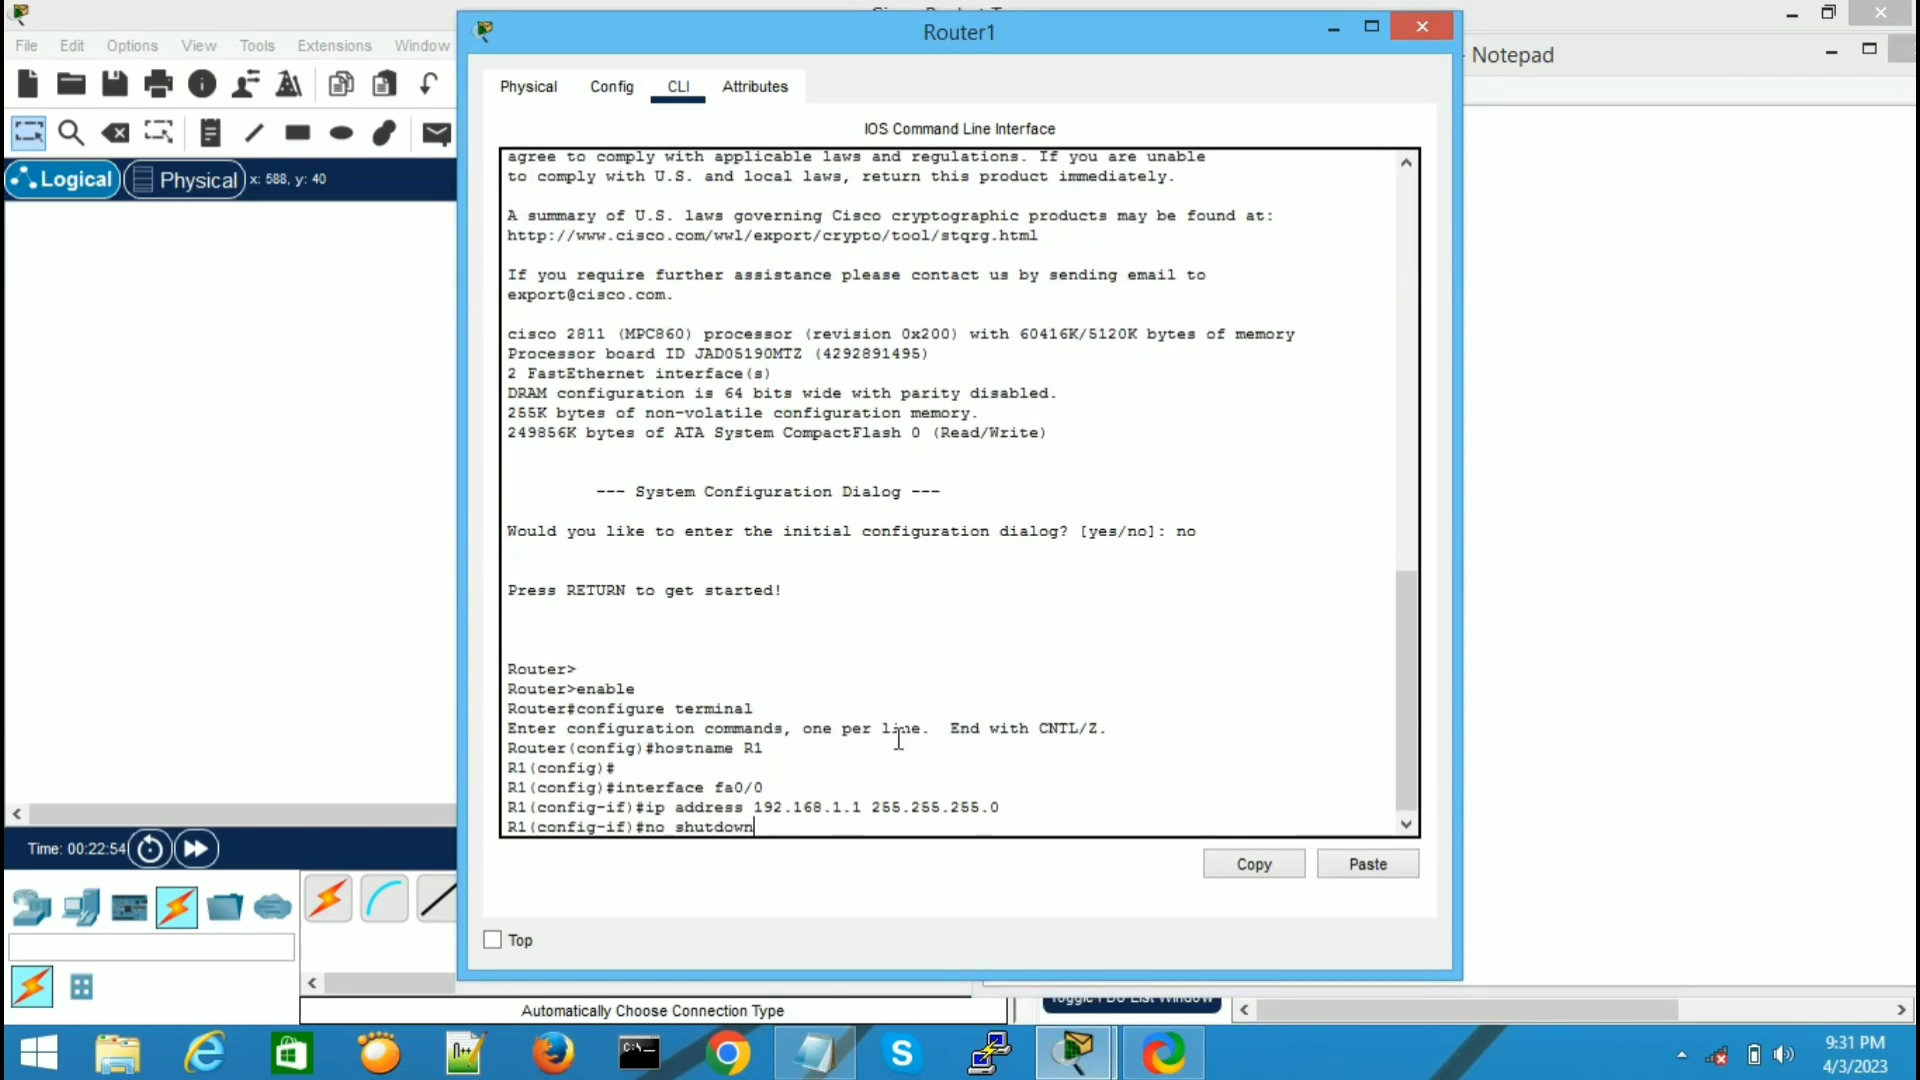 Router1
File Edit Options View Tools Extensions Window
- Notepad
Physical Config CLI Attributes
IOS Command Line Interface
Logical Physical x: 588, y: 40
agree to comply with applicable laws and regulations. If you are unable
to comply with U.S. and local laws, return this product immediately.
A summary of U.S. laws governing Cisco cryptographic products may be found at:
http://www.cisco.com/wwl/export/crypto/tool/stqrg.html
If you require further assistance please contact us by sending email to
export@cisco.com.
cisco 2811 (MPC860) processor (revision 0x200) with 60416K/5120K bytes of memory
Processor board ID JAD05190MTZ (4292891495)
2 FastEthernet interface(s)
DRAM configuration is 64 bits wide with parity disabled.
255K bytes of non-volatile configuration memory.
249856K bytes of ATA System CompactFlash 0 (Read/Write)
--- System Configuration Dialog ---
Would you like to enter the initial configuration dialog? [yes/no]: no
Press RETURN to get started!
Router>
Router>enable
Router#configure terminal
Enter configuration commands, one per line.  End with CNTL/Z.
Router(config)#hostname R1
R1(config)#
R1(config)#interface fa0/0
R1(config-if)#ip address 192.168.1.1 255.255.255.0
R1(config-if)#no shutdown
Copy Paste
Time: 00:22:54
Top
Automatically Choose Connection Type
9:31 PM
4/3/2023